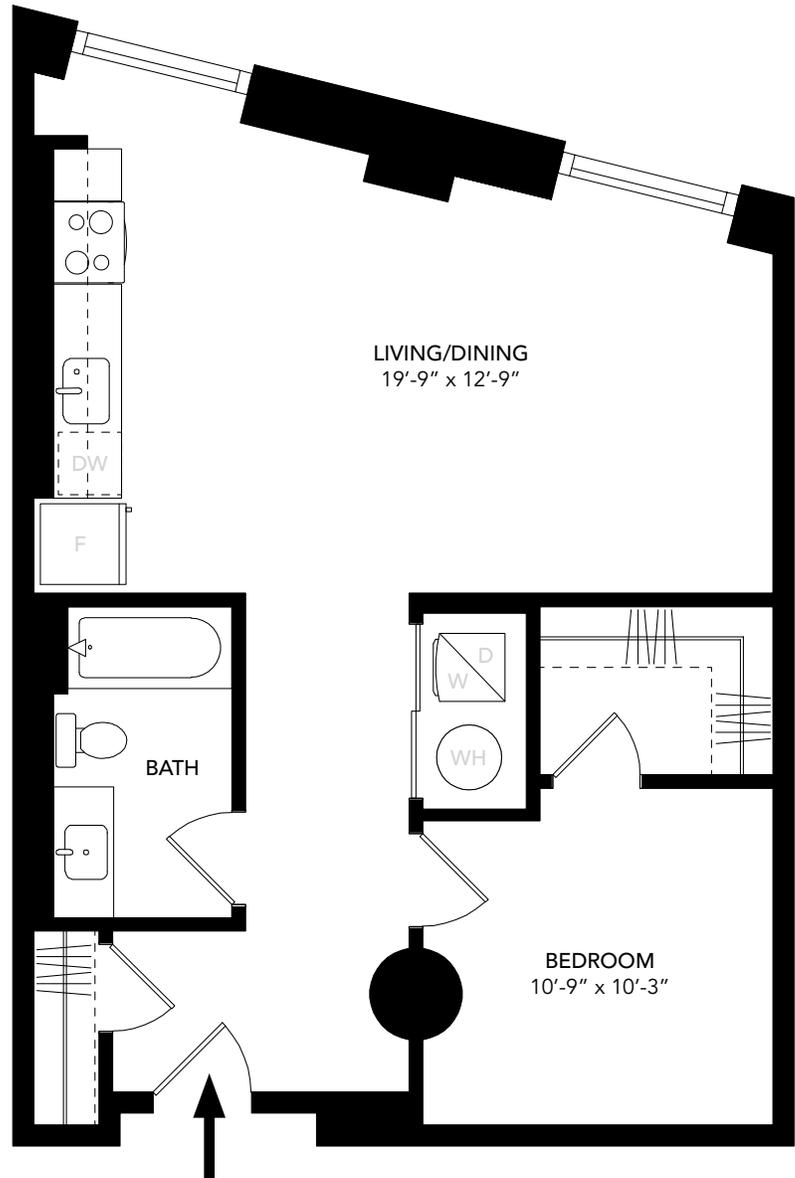 LIVING/DINING
19’-9” x 12’-9”
DW
F
D
W
WH
BATH
BEDROOM
10’-9” x 10’-3”